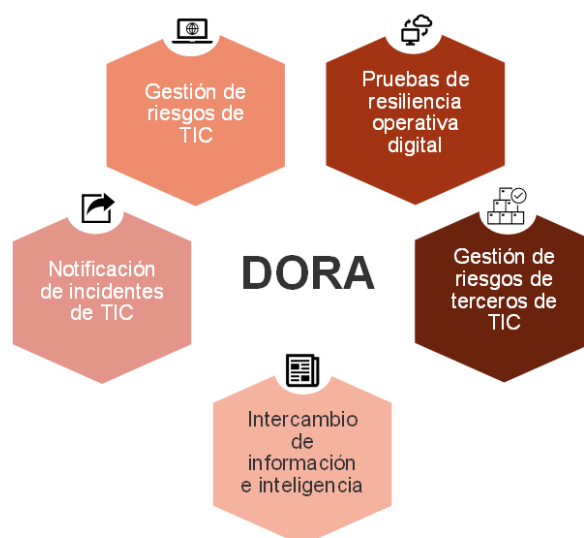 Gestión de
riesgos de
TIC
Pruebas de
resiliencia
operativa
digital
Notificación
de incidentes
de TIC
DORA
Gestión de
riesgos de
terceros de
TIC
Intercambio
de
información
e inteligencia